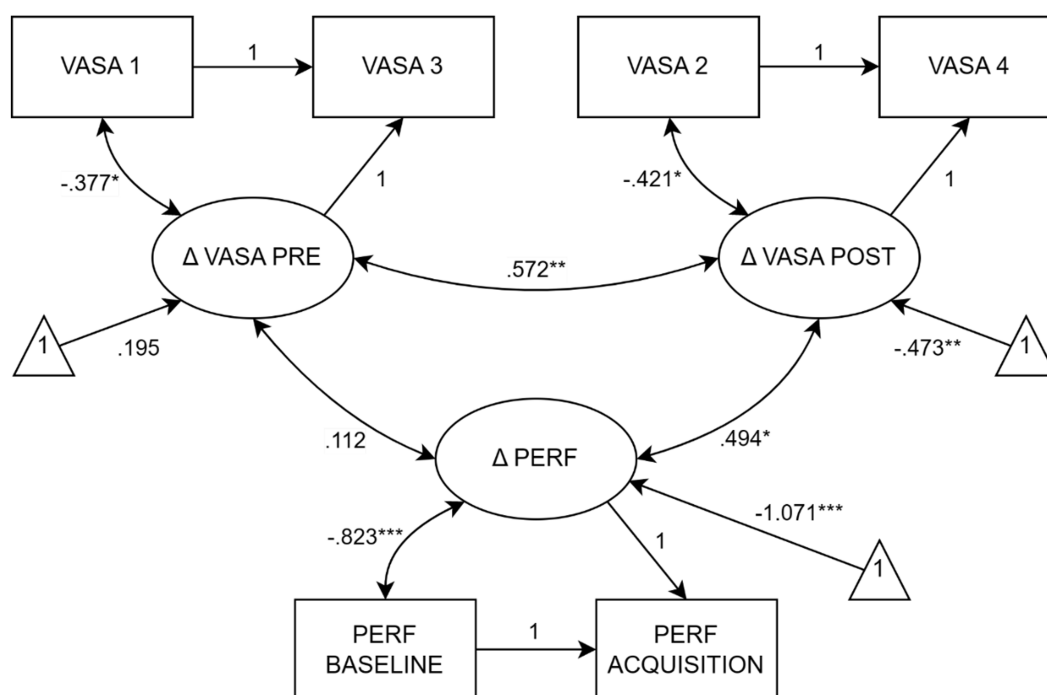 VASA 1
1
VASA 3
VASA 2
1
VASA 4
-.377*
1
-.421*
1
Δ VASA PRE
.572**
Δ VASA POST
1
.195
-.473**
1
.112
Δ PERF
.494*
-.823***
1
-1.071***
1
PERF
BASELINE
1
PERF
ACQUISITION